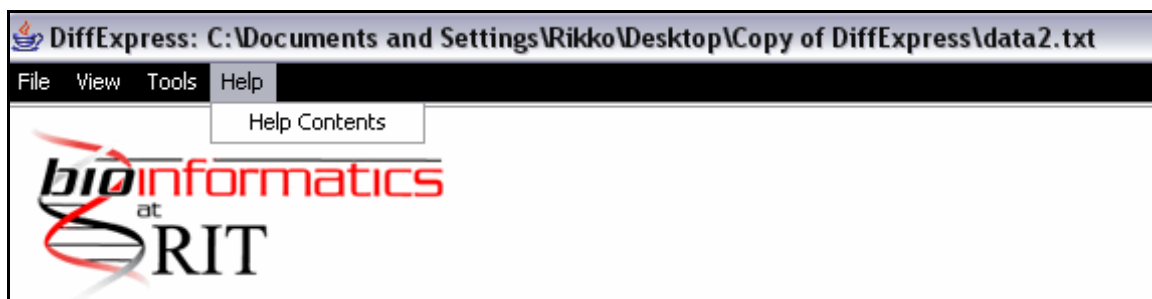 DiffExpress: C:\Documents and Settings\Rikko\Desktop\Copy of DiffExpress\data2.txt
File View Tools Help
Help Contents
bioinformatics
at
RIT